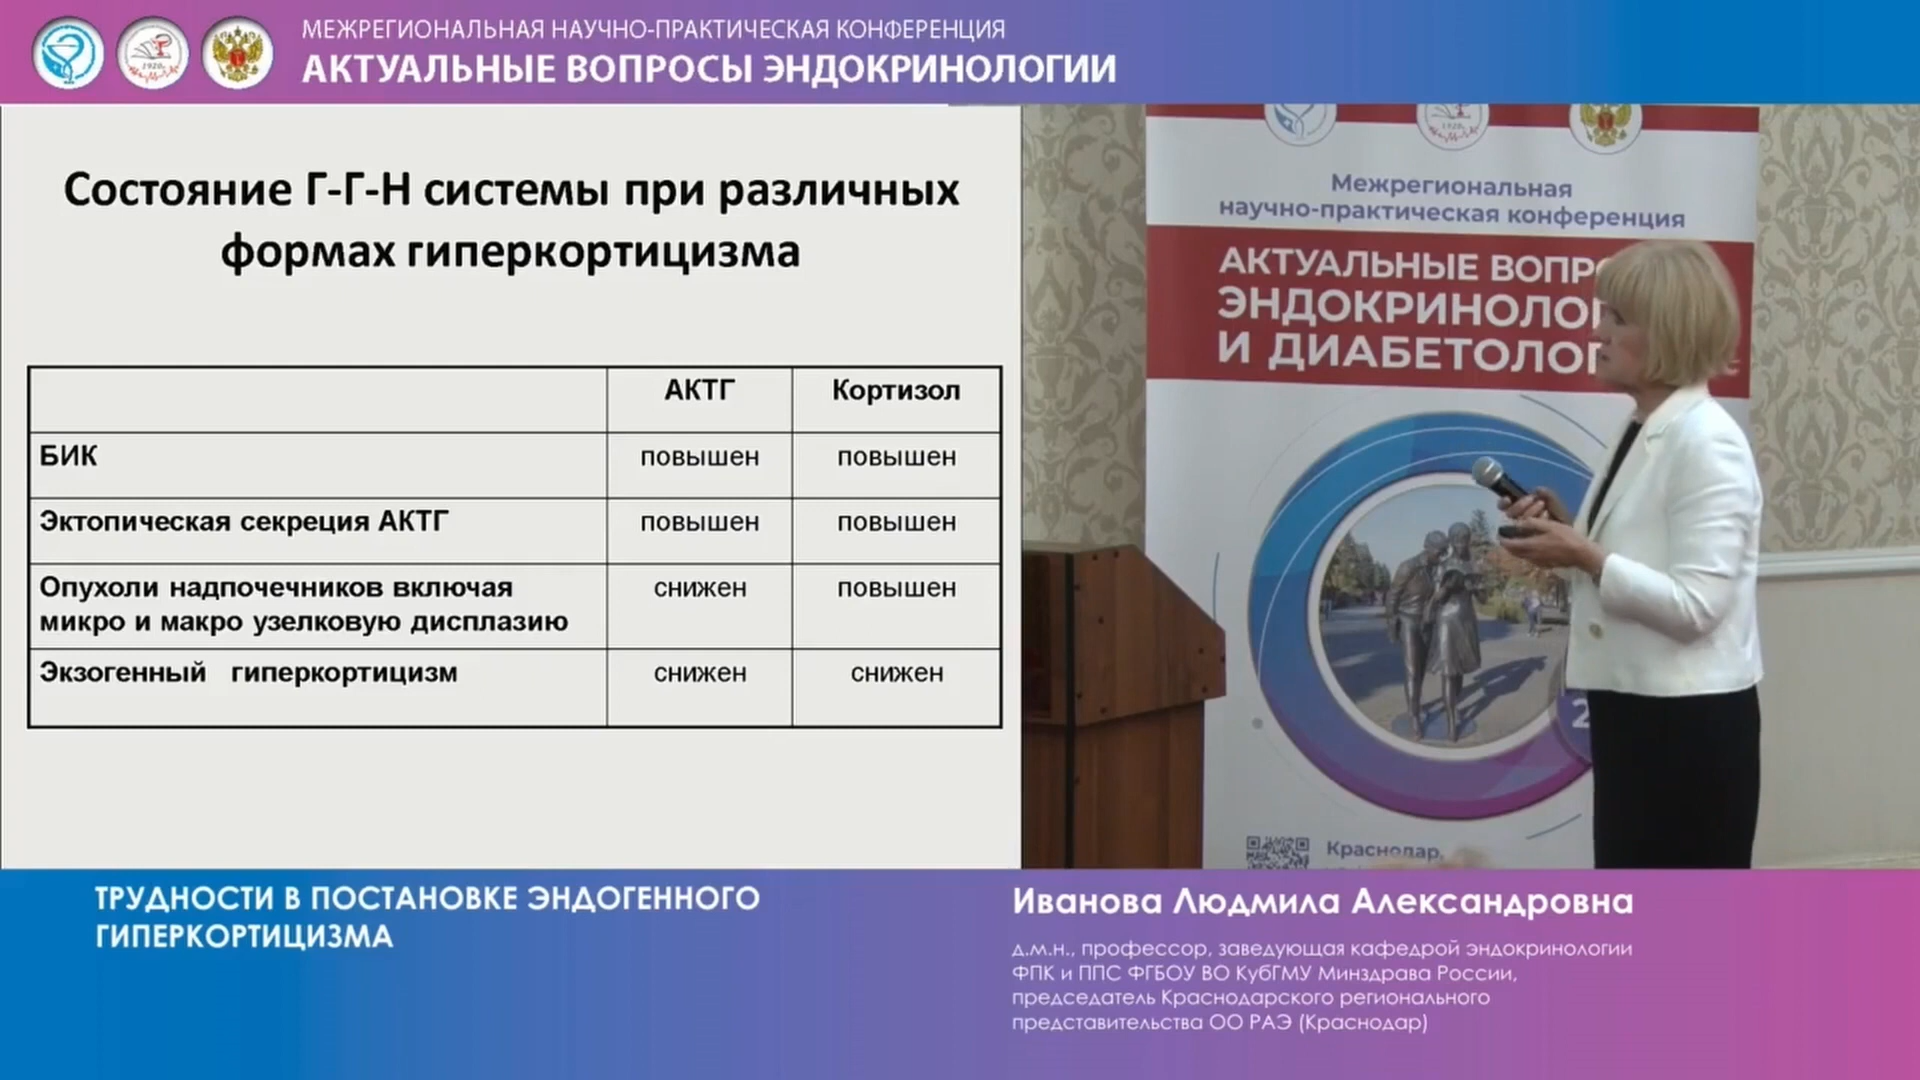 МЕЖРЕГИОНАЛЬНАЯ НАУЧНО-ПРАКТИЧЕСКАЯ КОНФЕРЕНЦИЯ
АКТУАЛЬНЫЕ ВОПРОСЫ ЭНДОКРИНОЛОГИИ
Состояние Г-Г-Н системы при различных
формах гиперкортицизма
АКТГ Кортизол
БИК повышен повышен
Эктопическая секреция АКТГ повышен повышен
Опухоли надпочечников включая снижен повышен
микро и макро узелковую дисплазию
Экзогенный гиперкортицизм снижен снижен
Межрегиональная
научно-практическая конференция
АКТУАЛЬНЫЕ
И ДИАБЕТОЛОГ
Краснодар,
ТРУДНОСТИ В ПОСТАНОВКЕ ЭНДОГЕННОГО
ГИПЕРКОРТИЦИЗМА
Иванова Людмила Александровна
д.м.н., профессор, заведующая кафедрой эндокринологии
ФПК и ППС ФГБОУ ВО КубГМУ Минздрава России,
председатель Краснодарского регионального
представительства ОО РАЭ (Краснодар)